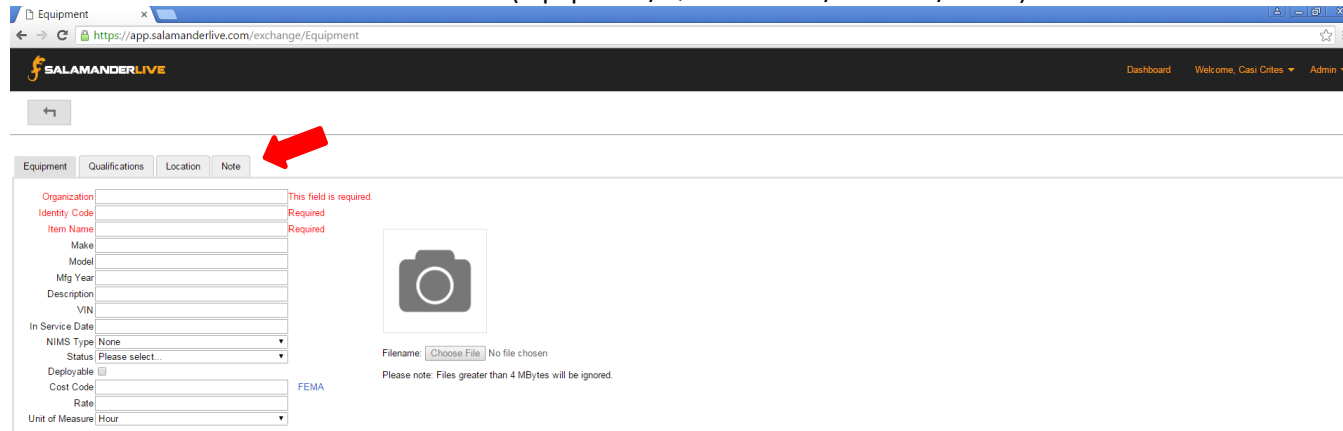 Equipment
https://app.salamanderlive.com/exchange/Equipment
SALAMANDERLIVE
Dashboard Welcome, Casi Crites Admin
Equipment Qualifications Location Note
Organization This field is required.
Identity Code Required
Item Name Required
Make
Model
Mfg Year
Description
VIN
In Service Date
NIMS Type None
Status Please select...
Deployable
Cost Code FEMA
Rate
Unit of Measure Hour
Filename: Choose File No file chosen
Please note: Files greater than 4 MBytes will be ignored.